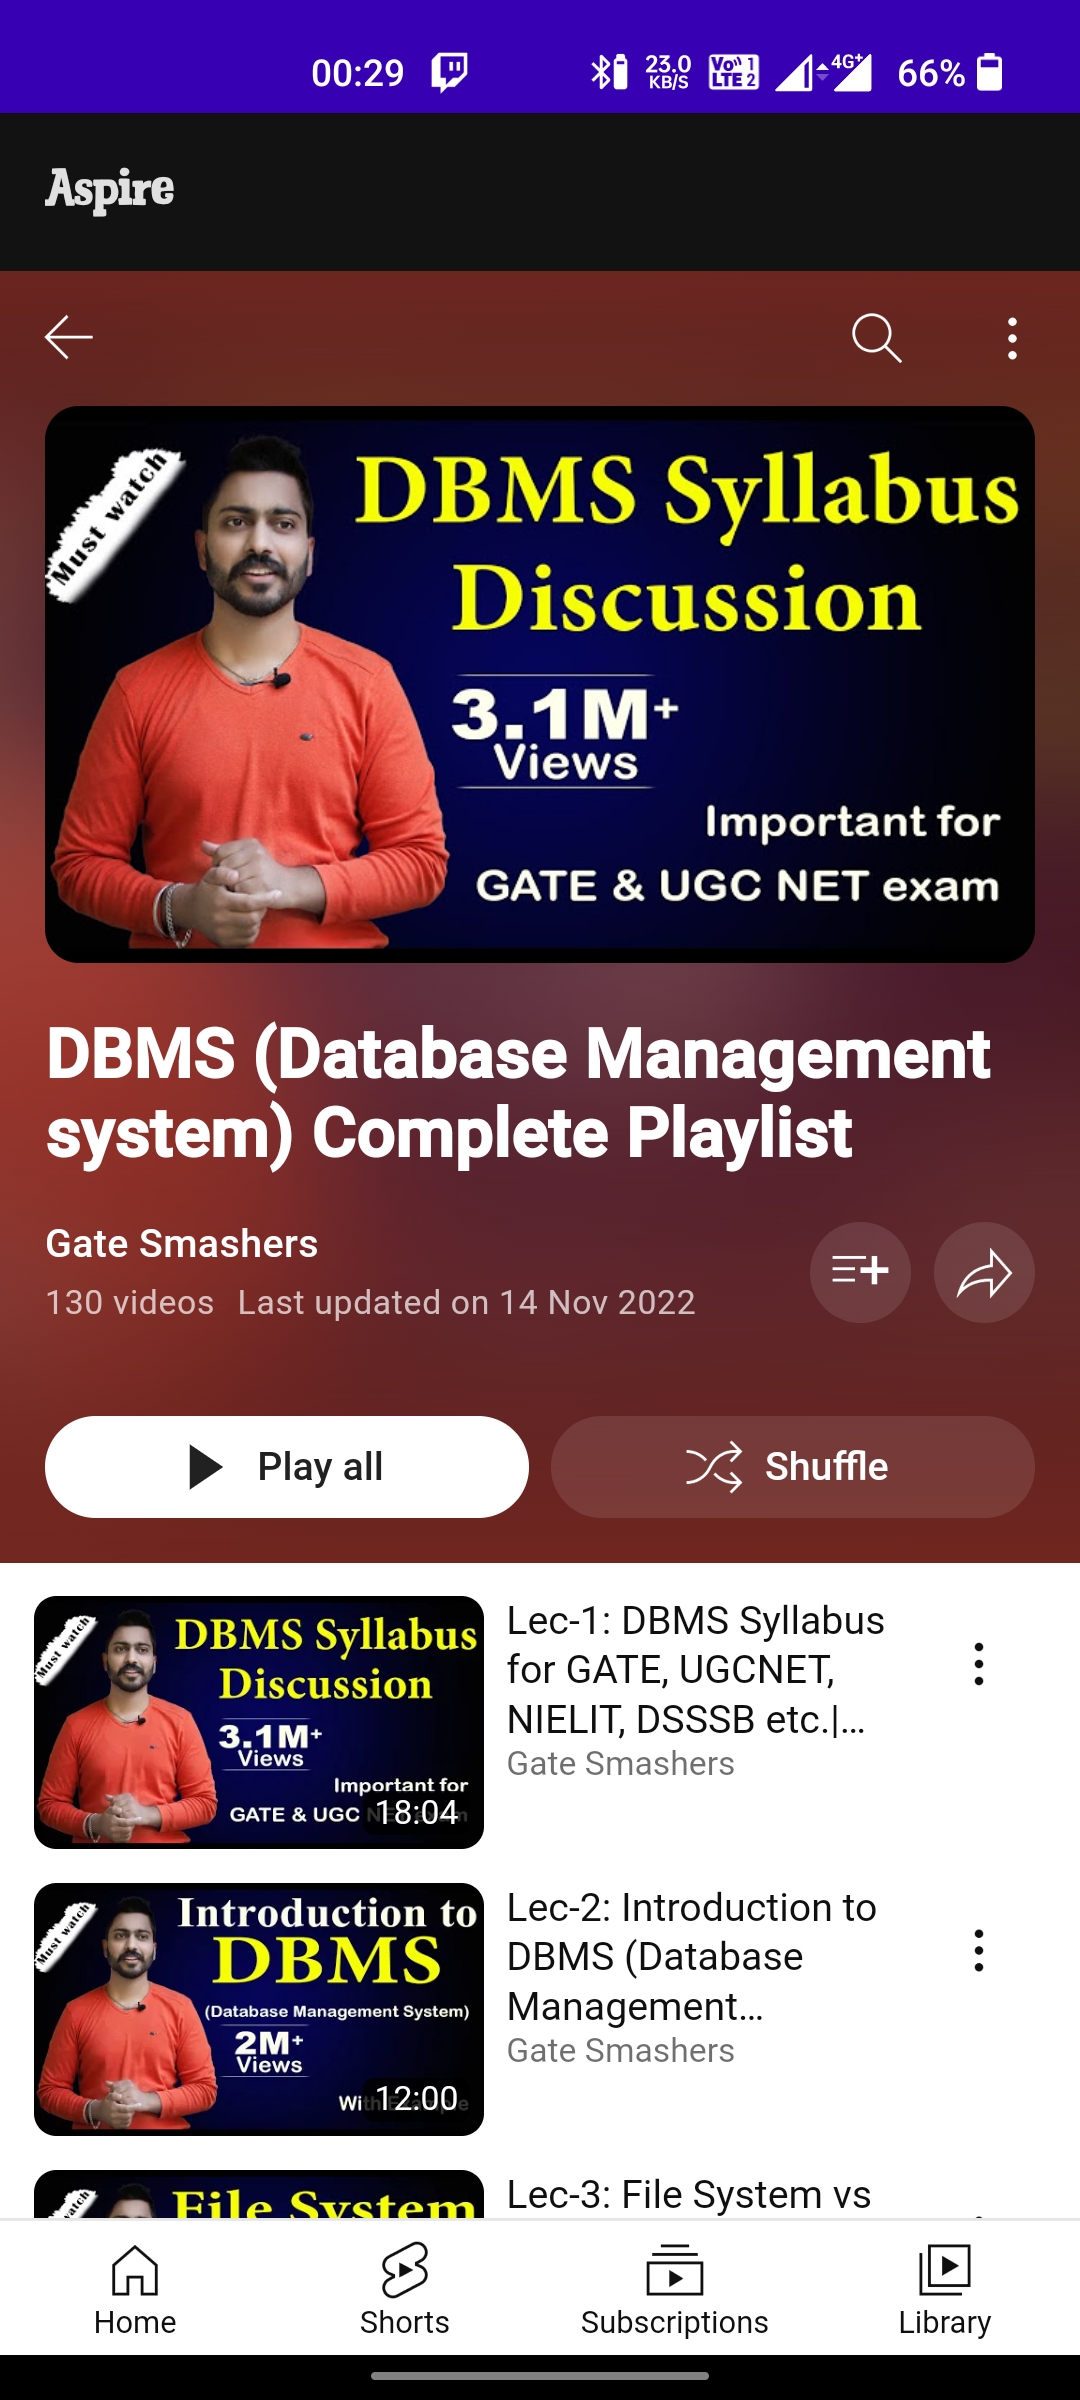 00:29
23.0
KB/S
Vo)) 1
LTE 2
4G+
66%
Aspire
Must watch
DBMS Syllabus
Discussion
3.1M+
Views
Important for
GATE & UGC NET exam
DBMS (Database Management
system) Complete Playlist
Gate Smashers
130 videos Last updated on 14 Nov 2022
Play all
Shuffle
Must watch
DBMS Syllabus
Discussion
3.1M+
Views
Important for
GATE & UGC NET exam
18:04
Lec-1: DBMS Syllabus
for GATE, UGCNET,
NIELIT, DSSSB etc.|...
Gate Smashers
Must watch
Introduction to
DBMS
(Database Management System)
2M+
Views
With Example
12:00
Lec-2: Introduction to
DBMS (Database
Management...
Gate Smashers
File System
Lec-3: File System vs
Home
Shorts
Subscriptions
Library